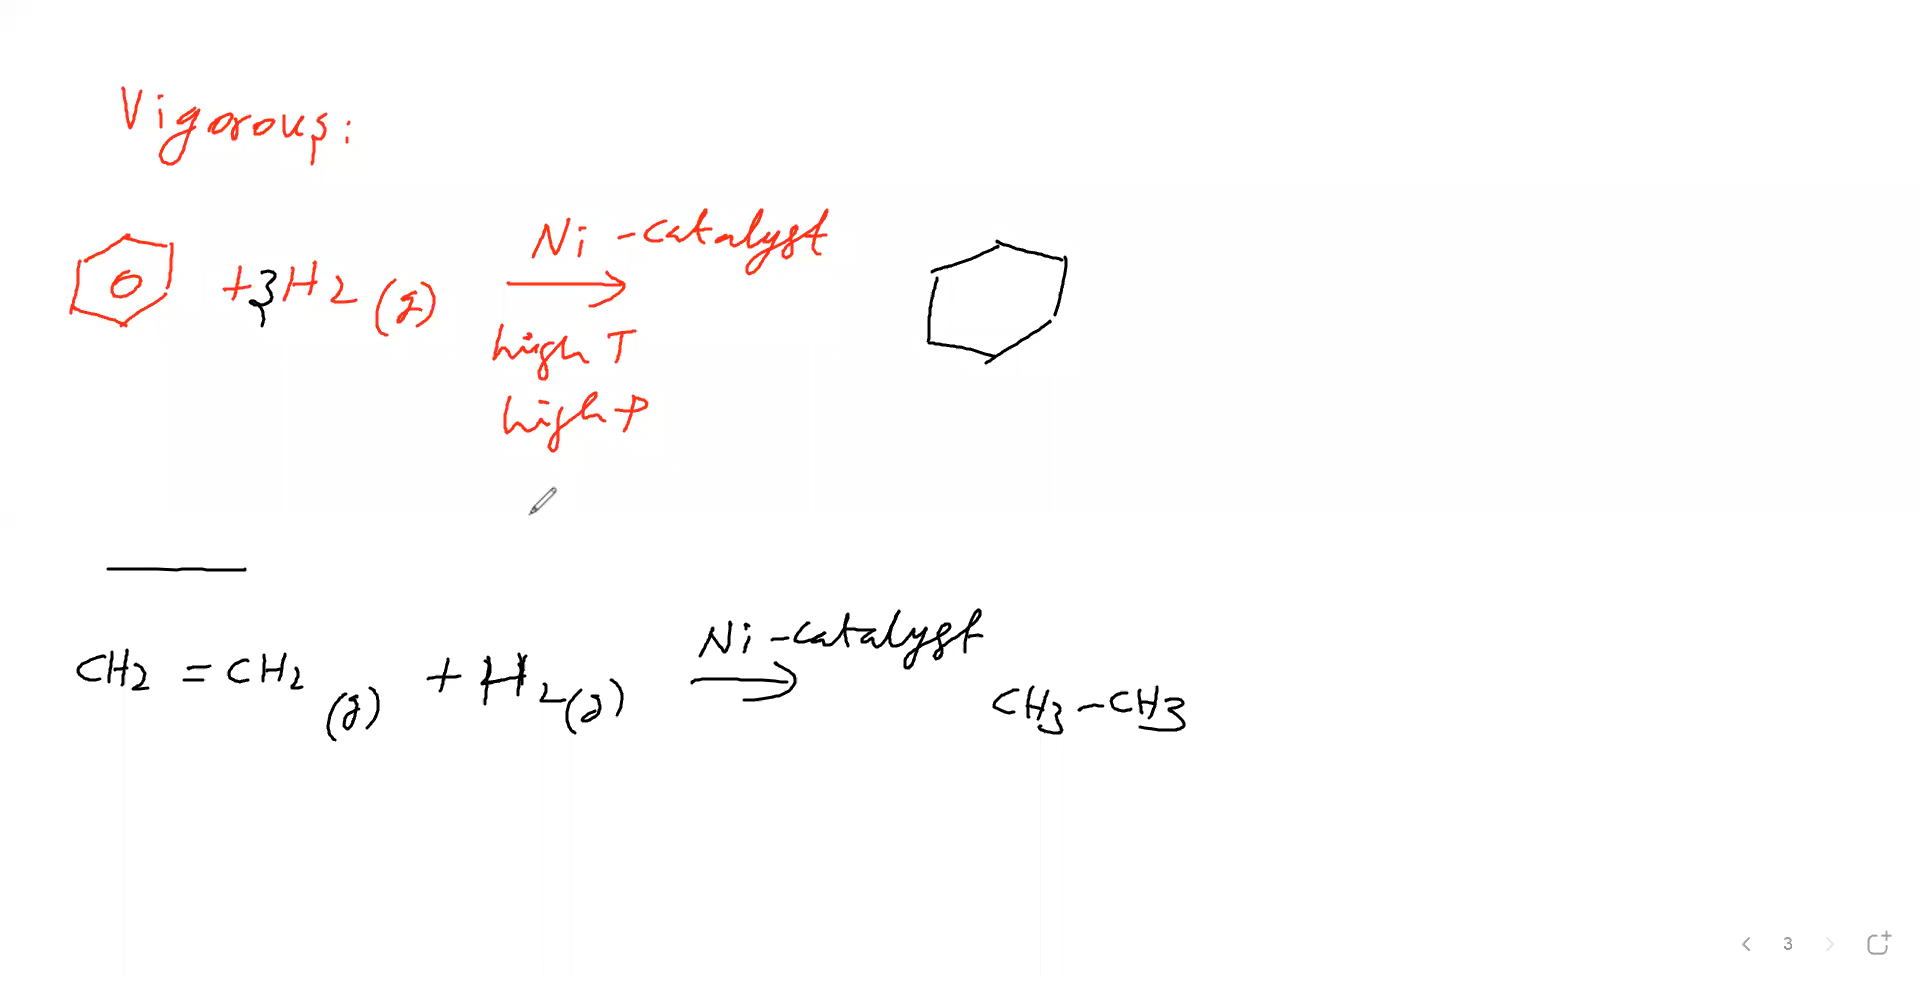 Vigorous:
+3H2 (g)
Ni-catalyst
high T
high P
CH2 = CH2 (g) + H2(g)
Ni-catalyst
CH3-CH3
3